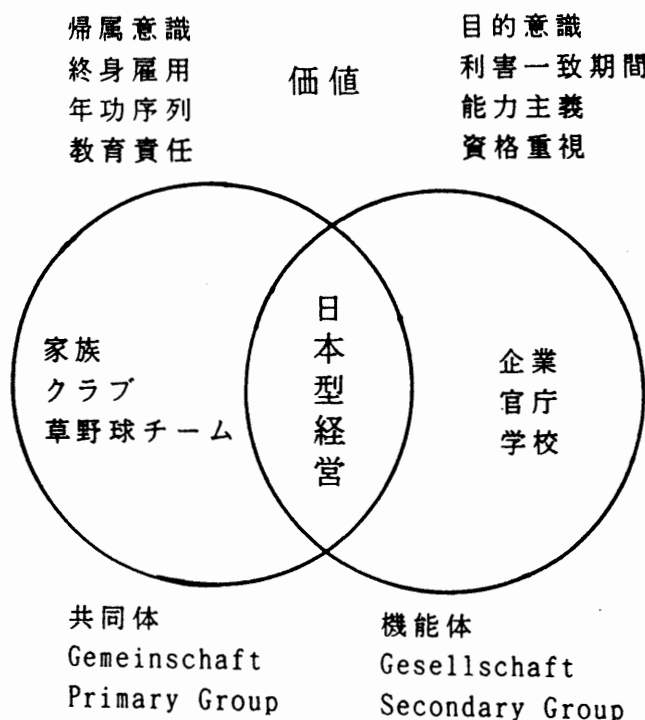 帰属意識
終身雇用
年功序列
教育責任
価値
目的意識
利害一致期間
能力主義
資格重視
家族
クラブ
草野球チーム
日本型経営
企業
官庁
学校
共同体
Gemeinschaft
Primary Group
機能体
Gesellschaft
Secondary Group